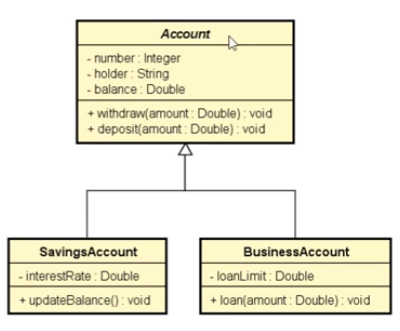 Account
- number : Integer
- holder : String
- balance : Double
+ withdraw(amount : Double) : void
+ deposit(amount : Double) : void
SavingsAccount
- interestRate : Double
+ updateBalance() : void
BusinessAccount
- loanLimit : Double
+ loan(amount : Double) : void